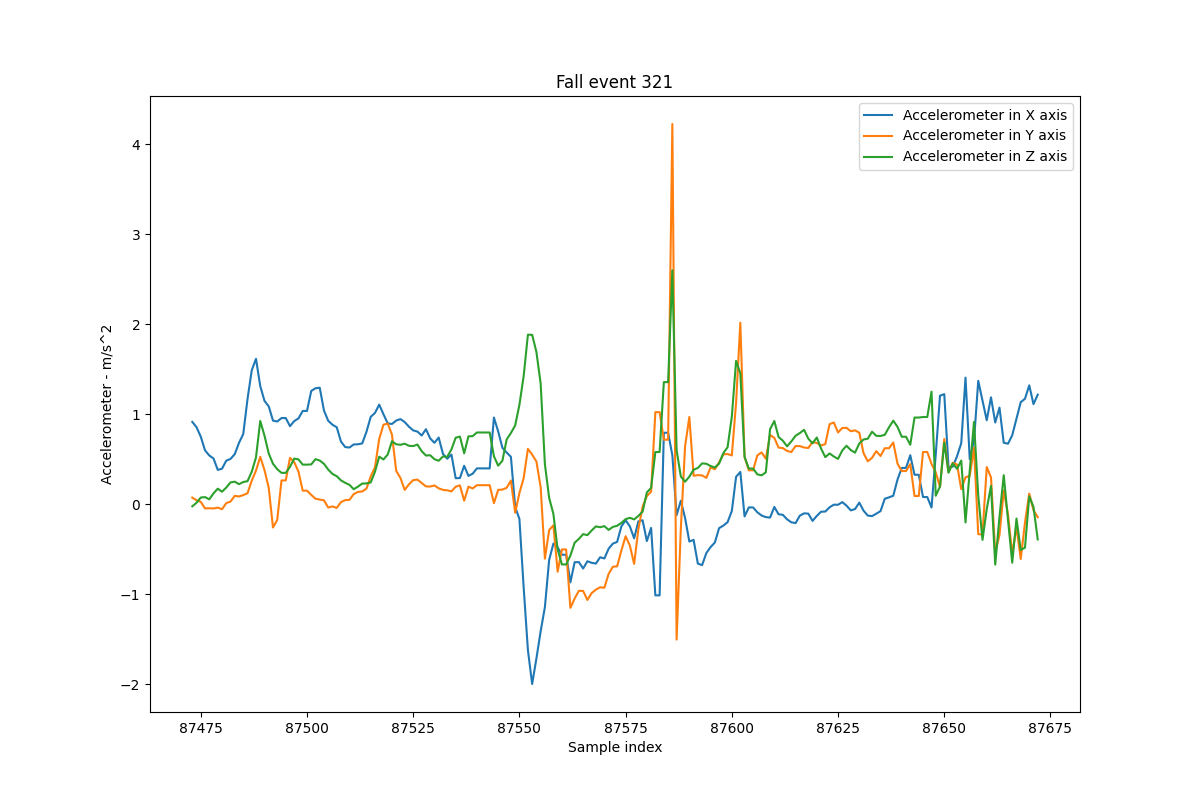 Fall event 321
Accelerometer in X axis
Accelerometer in Y axis
Accelerometer in Z axis
Accelerometer - m/s^2
4
3
2
1
0
−1
−2
87475 87500 87525 87550 87575 87600 87625 87650 87675
Sample index